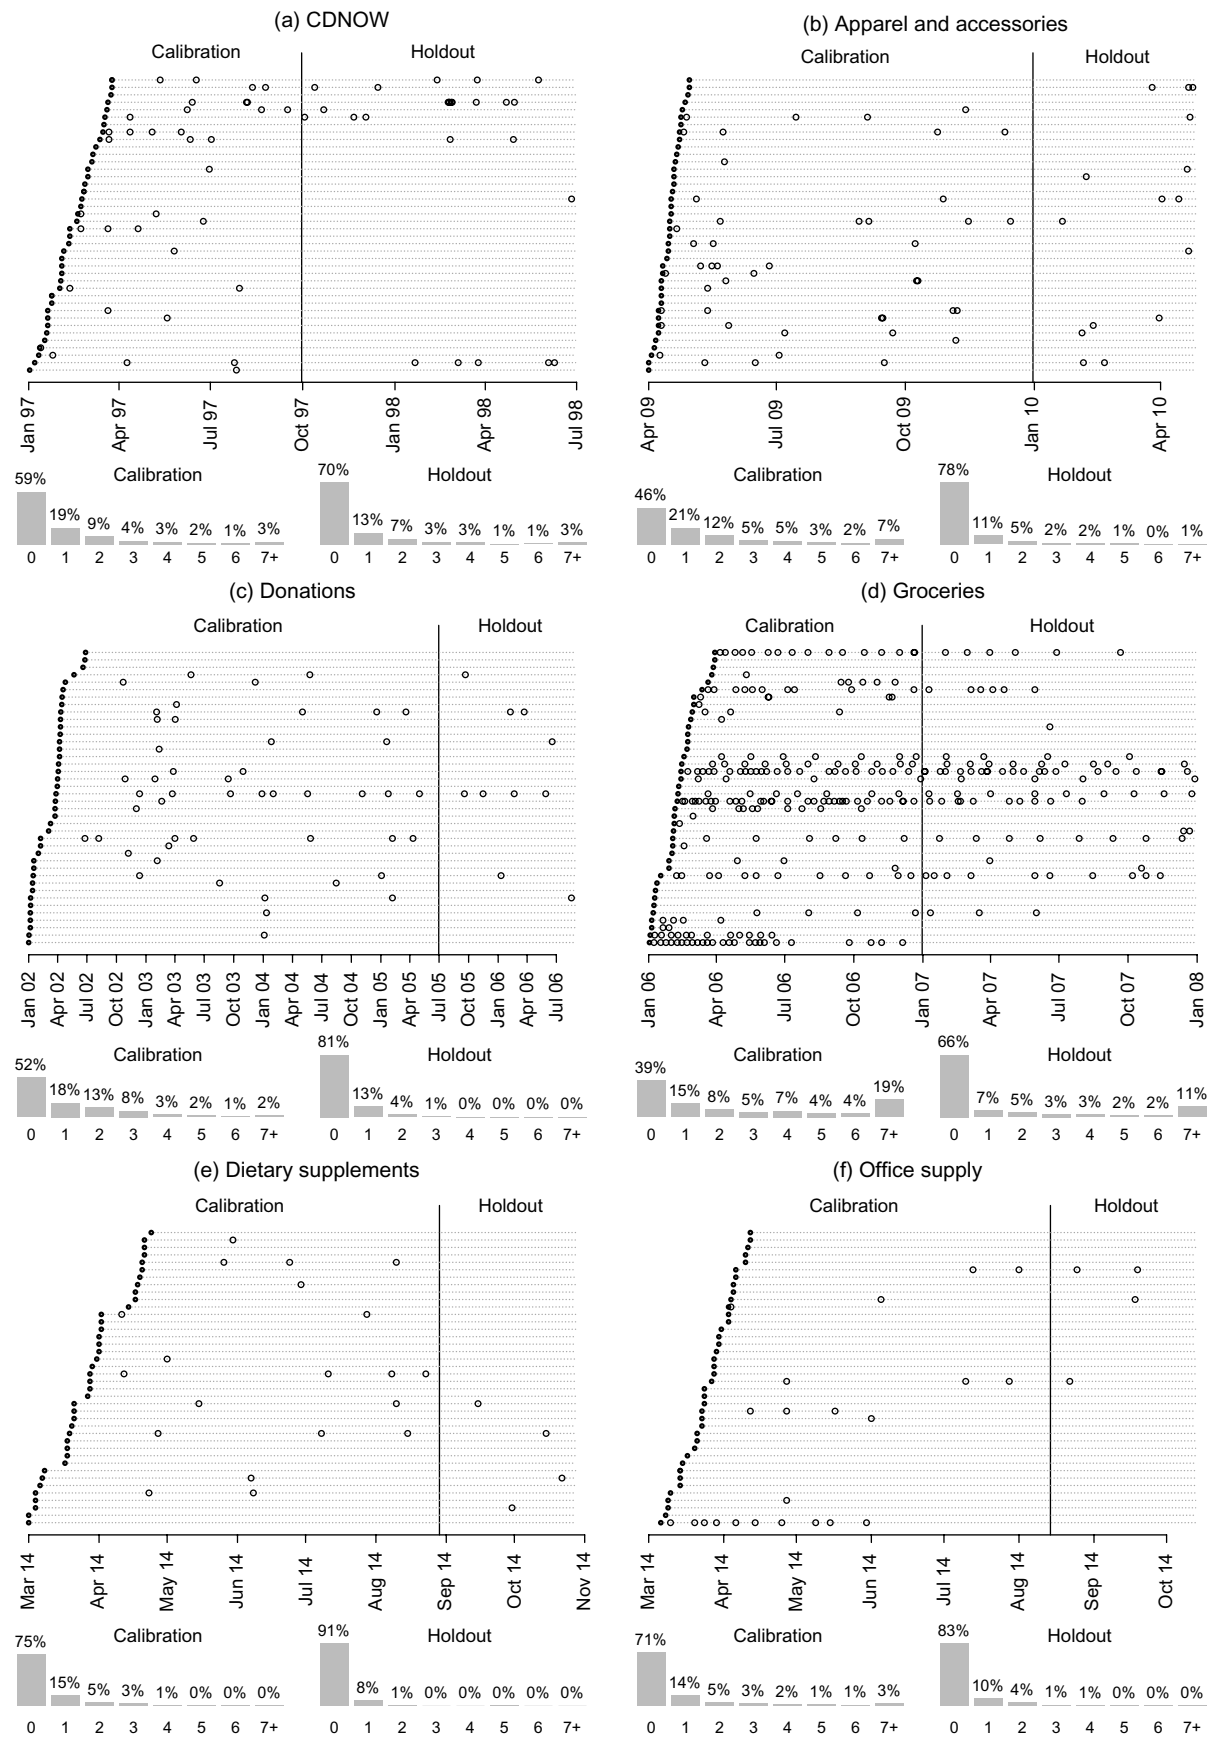 (a) CDNOW
Calibration Holdout
Jan 97 Apr 97 Jul 97 Oct 97 Jan 98 Apr 98 Jul 98
Calibration Holdout
59% 19% 9% 4% 3% 2% 1% 3% 70% 13% 7% 3% 3% 1% 1% 3%
0 1 2 3 4 5 6 7+ 0 1 2 3 4 5 6 7+
(b) Apparel and accessories
Calibration Holdout
Apr 09 Jul 09 Oct 09 Jan 10 Apr 10
Calibration Holdout
46% 21% 12% 5% 5% 3% 2% 7% 78% 11% 5% 2% 2% 1% 0% 1%
0 1 2 3 4 5 6 7+ 0 1 2 3 4 5 6 7+
(c) Donations
Calibration Holdout
Jan 02 Apr 02 Jul 02 Oct 02 Jan 03 Apr 03 Jul 03 Oct 03 Jan 04 Apr 04 Jul 04 Oct 04 Jan 05 Apr 05 Jul 05 Oct 05 Jan 06 Apr 06 Jul 06
Calibration Holdout
52% 18% 13% 8% 3% 2% 1% 2% 81% 13% 4% 1% 0% 0% 0% 0%
0 1 2 3 4 5 6 7+ 0 1 2 3 4 5 6 7+
(d) Groceries
Calibration Holdout
Jan 06 Apr 06 Jul 06 Oct 06 Jan 07 Apr 07 Jul 07 Oct 07 Jan 08
Calibration Holdout
39% 15% 8% 5% 7% 4% 4% 19% 66% 7% 5% 3% 3% 2% 2% 11%
0 1 2 3 4 5 6 7+ 0 1 2 3 4 5 6 7+
(e) Dietary supplements
Calibration Holdout
Mar 14 Apr 14 May 14 Jun 14 Jul 14 Aug 14 Sep 14 Oct 14 Nov 14
Calibration Holdout
75% 15% 5% 3% 1% 0% 0% 0% 91% 8% 1% 0% 0% 0% 0% 0%
0 1 2 3 4 5 6 7+ 0 1 2 3 4 5 6 7+
(f) Office supply
Calibration Holdout
Mar 14 Apr 14 May 14 Jun 14 Jul 14 Aug 14 Sep 14 Oct 14
Calibration Holdout
71% 14% 5% 3% 2% 1% 1% 3% 83% 10% 4% 1% 1% 0% 0% 0%
0 1 2 3 4 5 6 7+ 0 1 2 3 4 5 6 7+